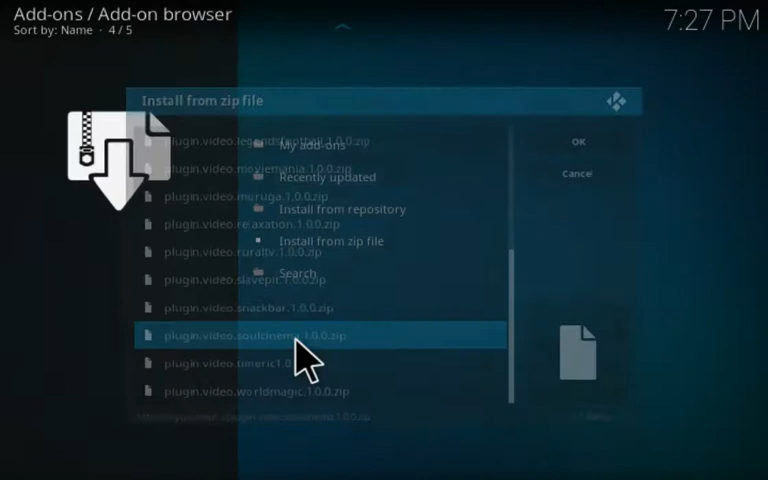 Add-ons / Add-on browser
Sort by: Name · 4 / 5
7:27 PM
Install from zip file
plugin.video.legendsfootball.1.0.0.zip
My add-ons
plugin.video.moviemania.1.0.0.zip
Recently updated
plugin.video.muruga.1.0.0.zip
Install from repository
plugin.video.relaxation.1.0.0.zip
Install from zip file
plugin.video.ruraltv.1.0.0.zip
Search
plugin.video.slavepit.1.0.0.zip
plugin.video.snackbar.1.0.0.zip
plugin.video.soulcinema.1.0.0.zip
plugin.video.timeric1.0
plugin.video.worldmagic.1.0.0.zip
OK
Cancel